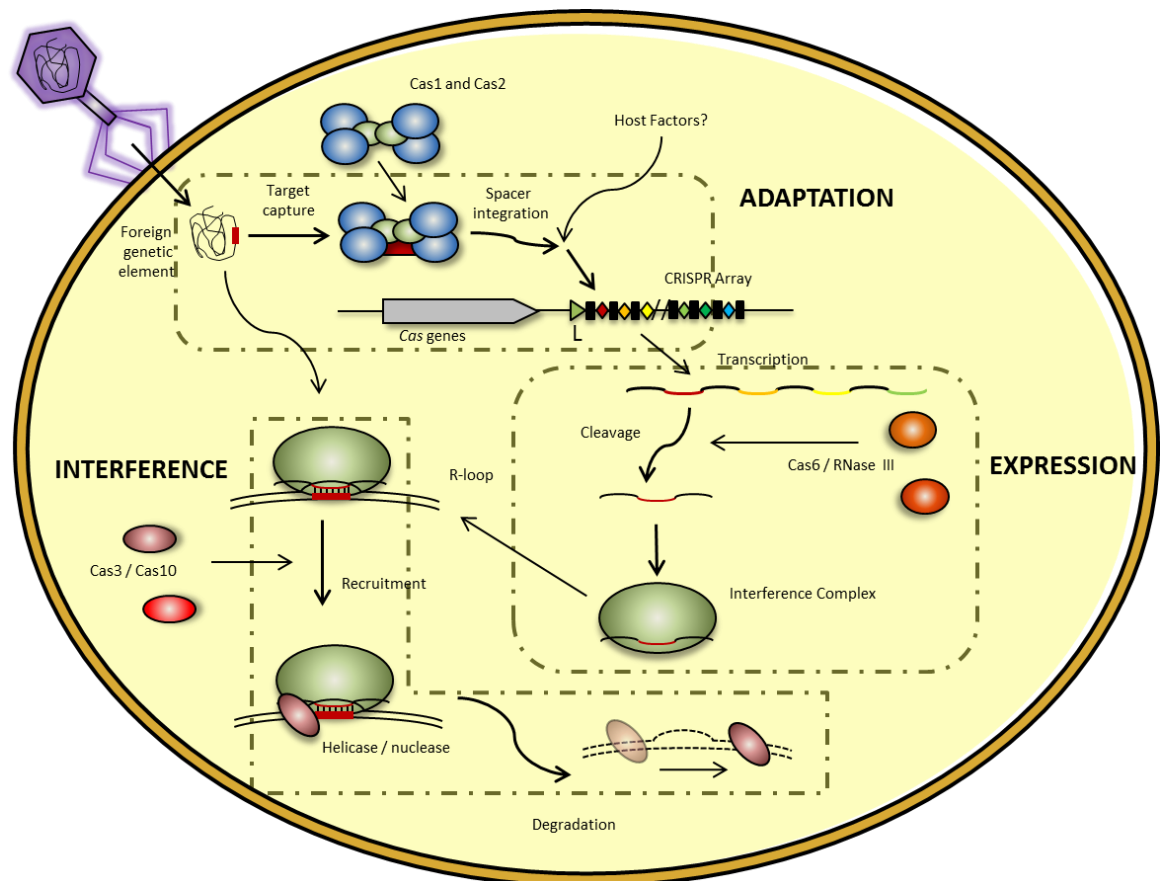 Cas1 and Cas2
Host Factors?
Target
capture
Spacer
integration
ADAPTATION
Foreign
genetic
element
CRISPR Array
Cas genes
L
Transcription
Cleavage
Cas6 / RNase III
EXPRESSION
INTERFERENCE
R-loop
Cas3 / Cas10
Recruitment
Interference Complex
Helicase / nuclease
Degradation